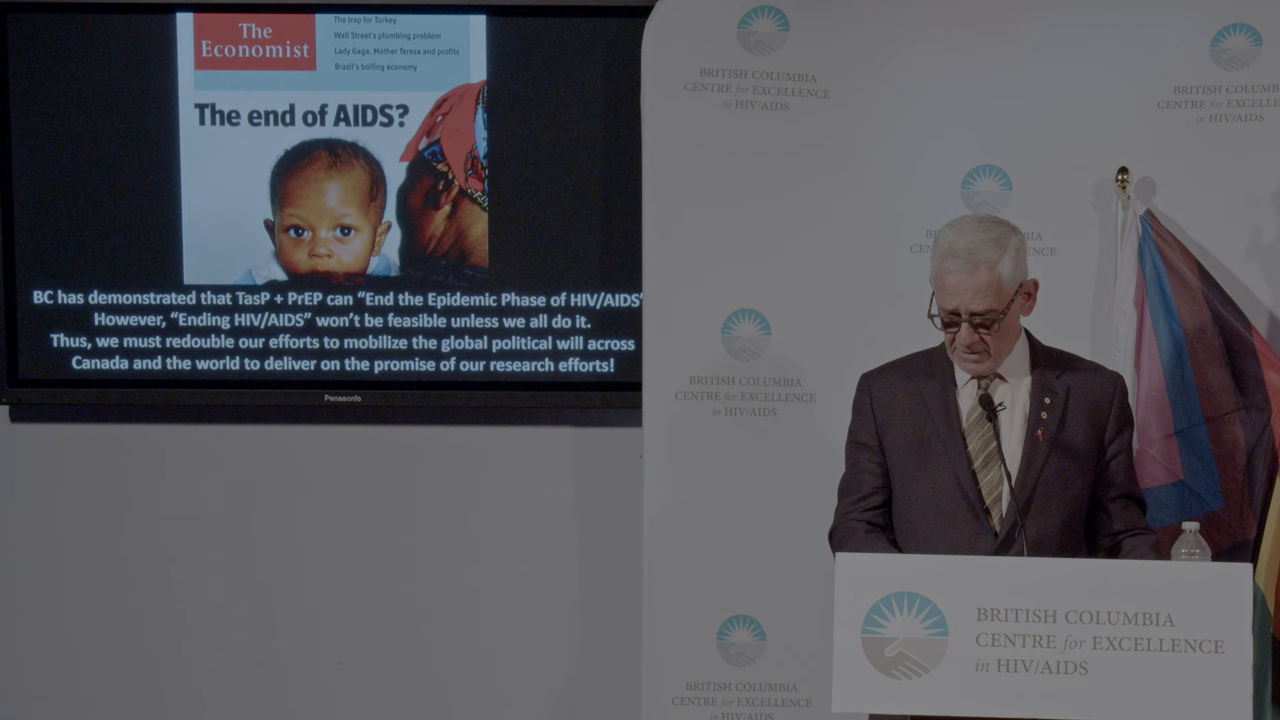 The
Economist
The trap for Turkey
Wall Street's plumbing problem
Lady Gaga, Mother Teresa and profits
Brazil's boiling economy
The end of AIDS?
BC has demonstrated that TasP + PrEP can “End the Epidemic Phase of HIV/AIDS”
However, “Ending HIV/AIDS” won't be feasible unless we all do it.
Thus, we must redouble our efforts to mobilize the global political will across
Canada and the world to deliver on the promise of our research efforts!
Panasonic
BRITISH COLUMBIA
CENTRE for EXCELLENCE
in HIV/AIDS
BRITISH COLUMB
CENTRE for EXCELLE
in HIV/AIDS
BRITISH COLUMBIA
CENTRE for EXCELLENCE
in HIV/AIDS
BRITISH COLUMBIA
CENTRE for EXCELLENCE
in HIV/AIDS
BRITISH COLUMBIA
CENTRE for EXCELLENCE
in HIV/AIDS